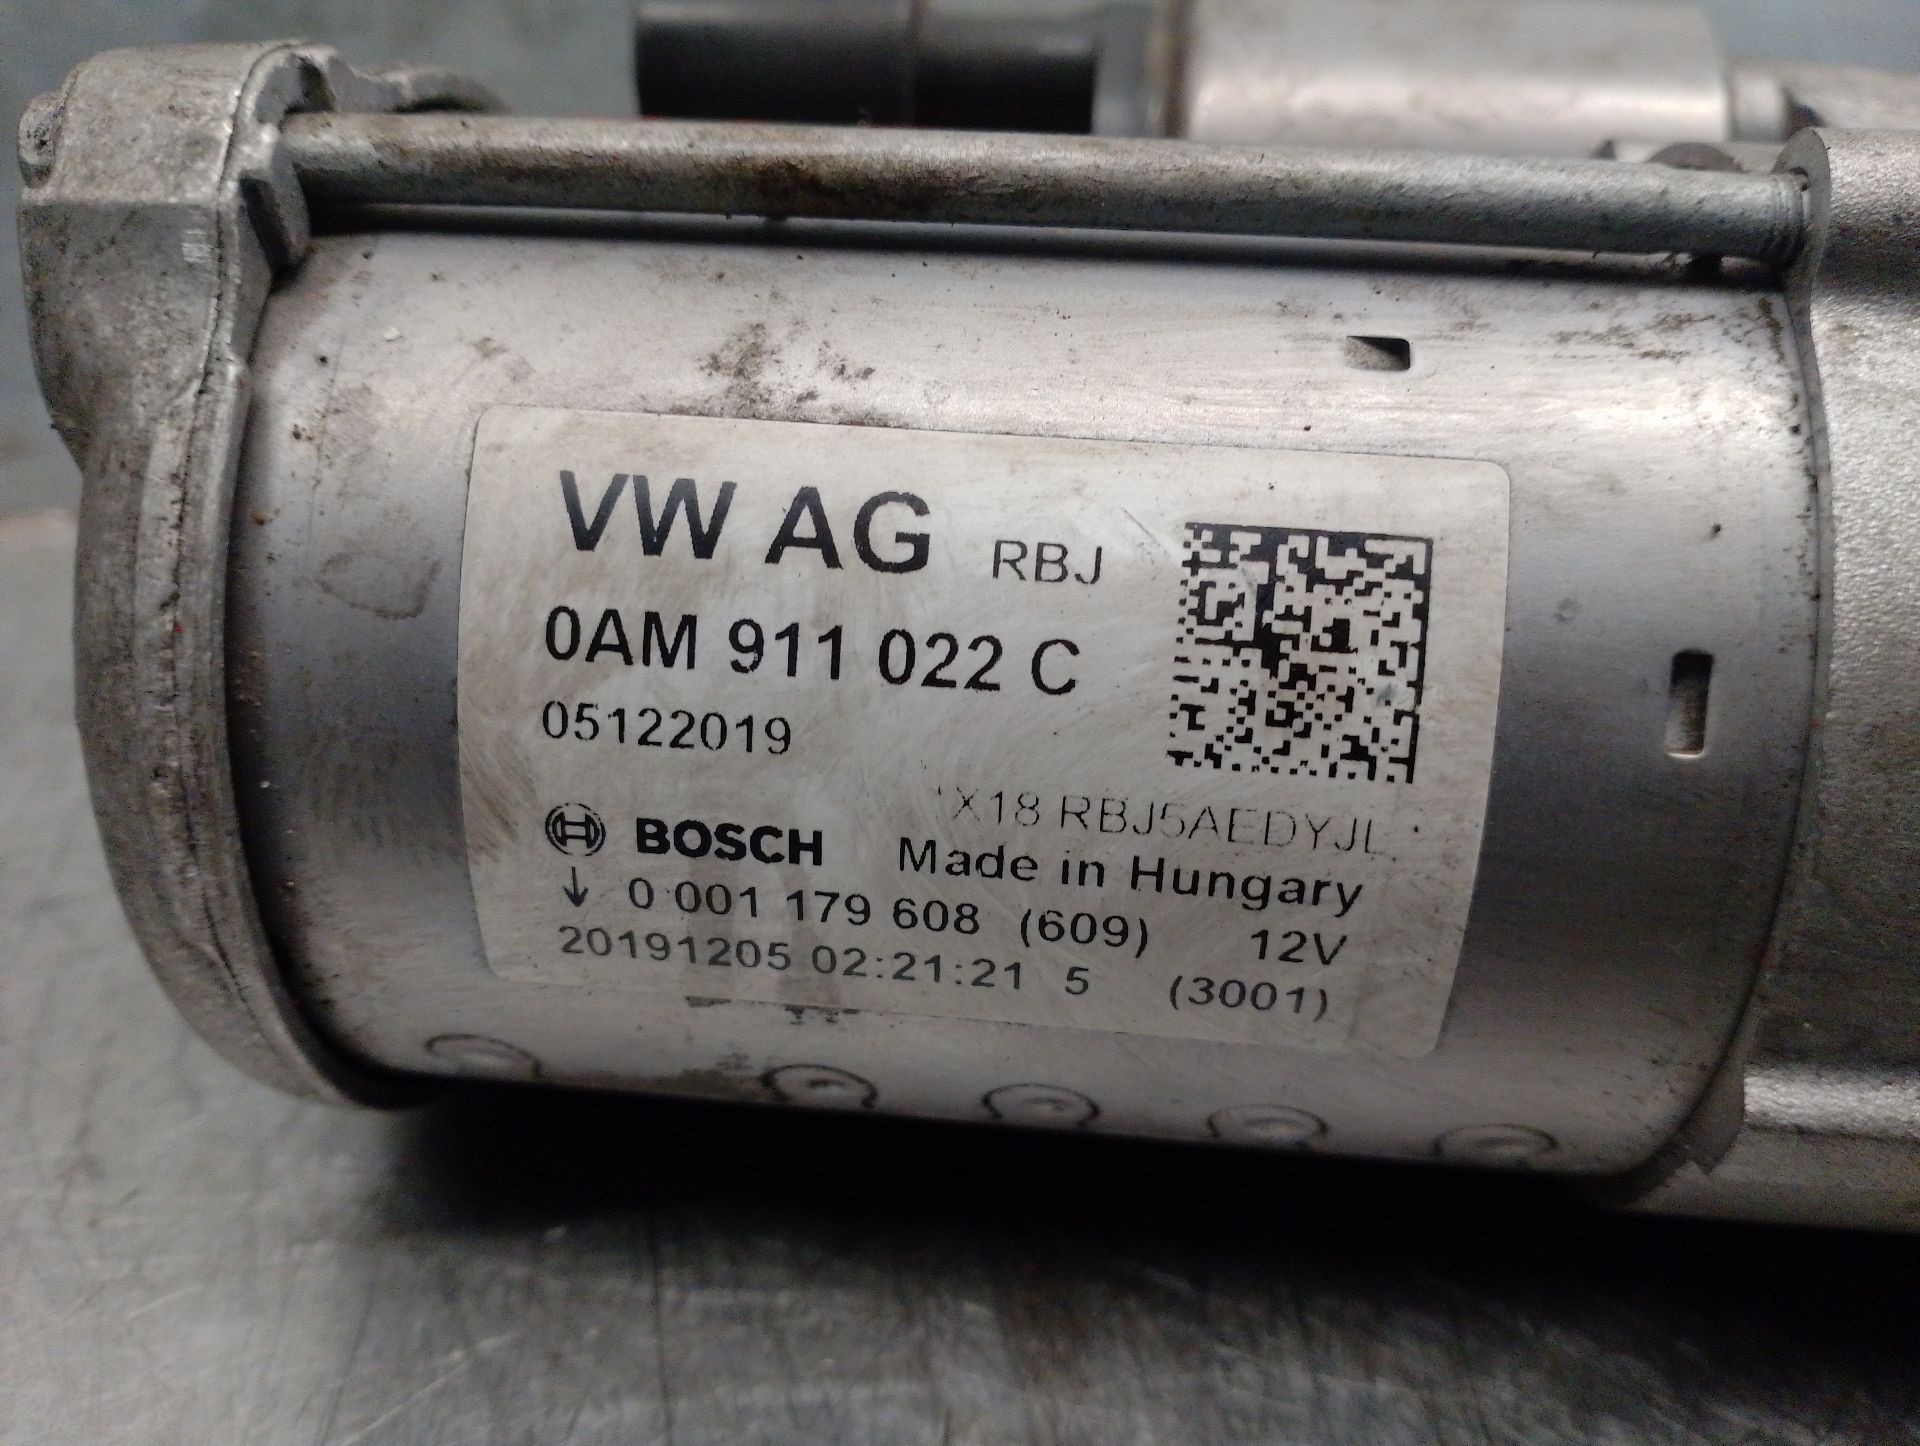 VW AG RBJ
0AM 911 022 C
05122019
X18 RBJ5AEDYJL
BOSCH Made in Hungary
↓ 0 001 179 608 (609) 12V
20191205 02:21:21 5 (3001)